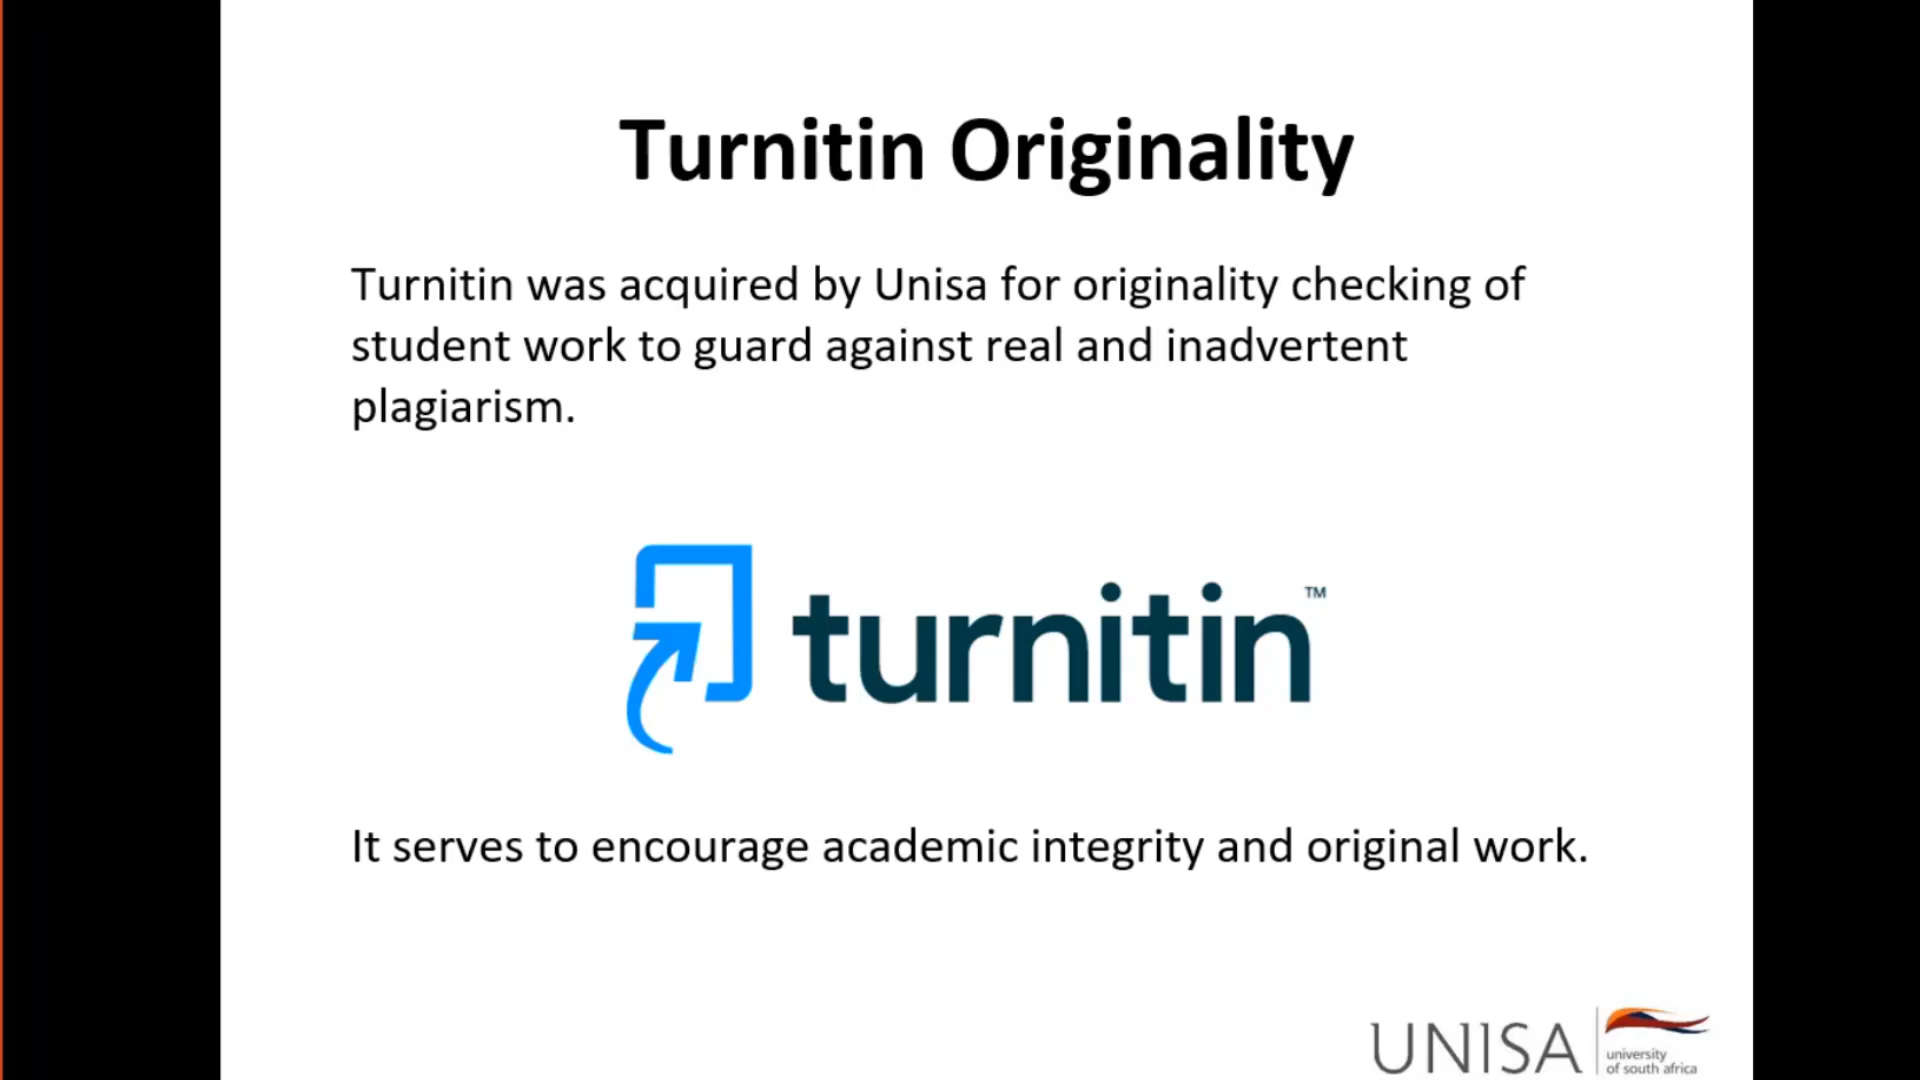 Turnitin Originality
Turnitin was acquired by Unisa for originality checking of
student work to guard against real and inadvertent
plagiarism.
turnitin™
It serves to encourage academic integrity and original work.
UNISA
university
of south africa